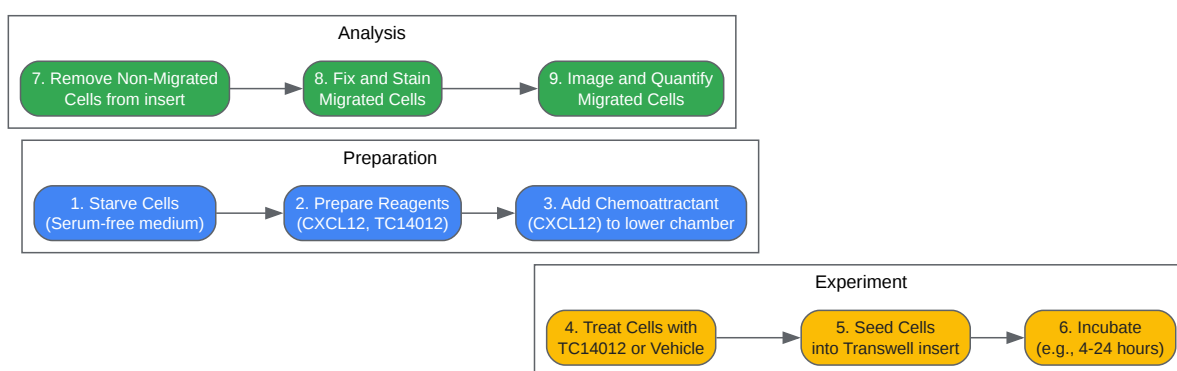 Analysis
7. Remove Non-Migrated
Cells from insert
8. Fix and Stain
Migrated Cells
9. Image and Quantify
Migrated Cells
Preparation
1. Starve Cells
(Serum-free medium)
2. Prepare Reagents
(CXCL12, TC14012)
3. Add Chemoattractant
(CXCL12) to lower chamber
Experiment
4. Treat Cells with
TC14012 or Vehicle
5. Seed Cells
into Transwell insert
6. Incubate
(e.g., 4-24 hours)